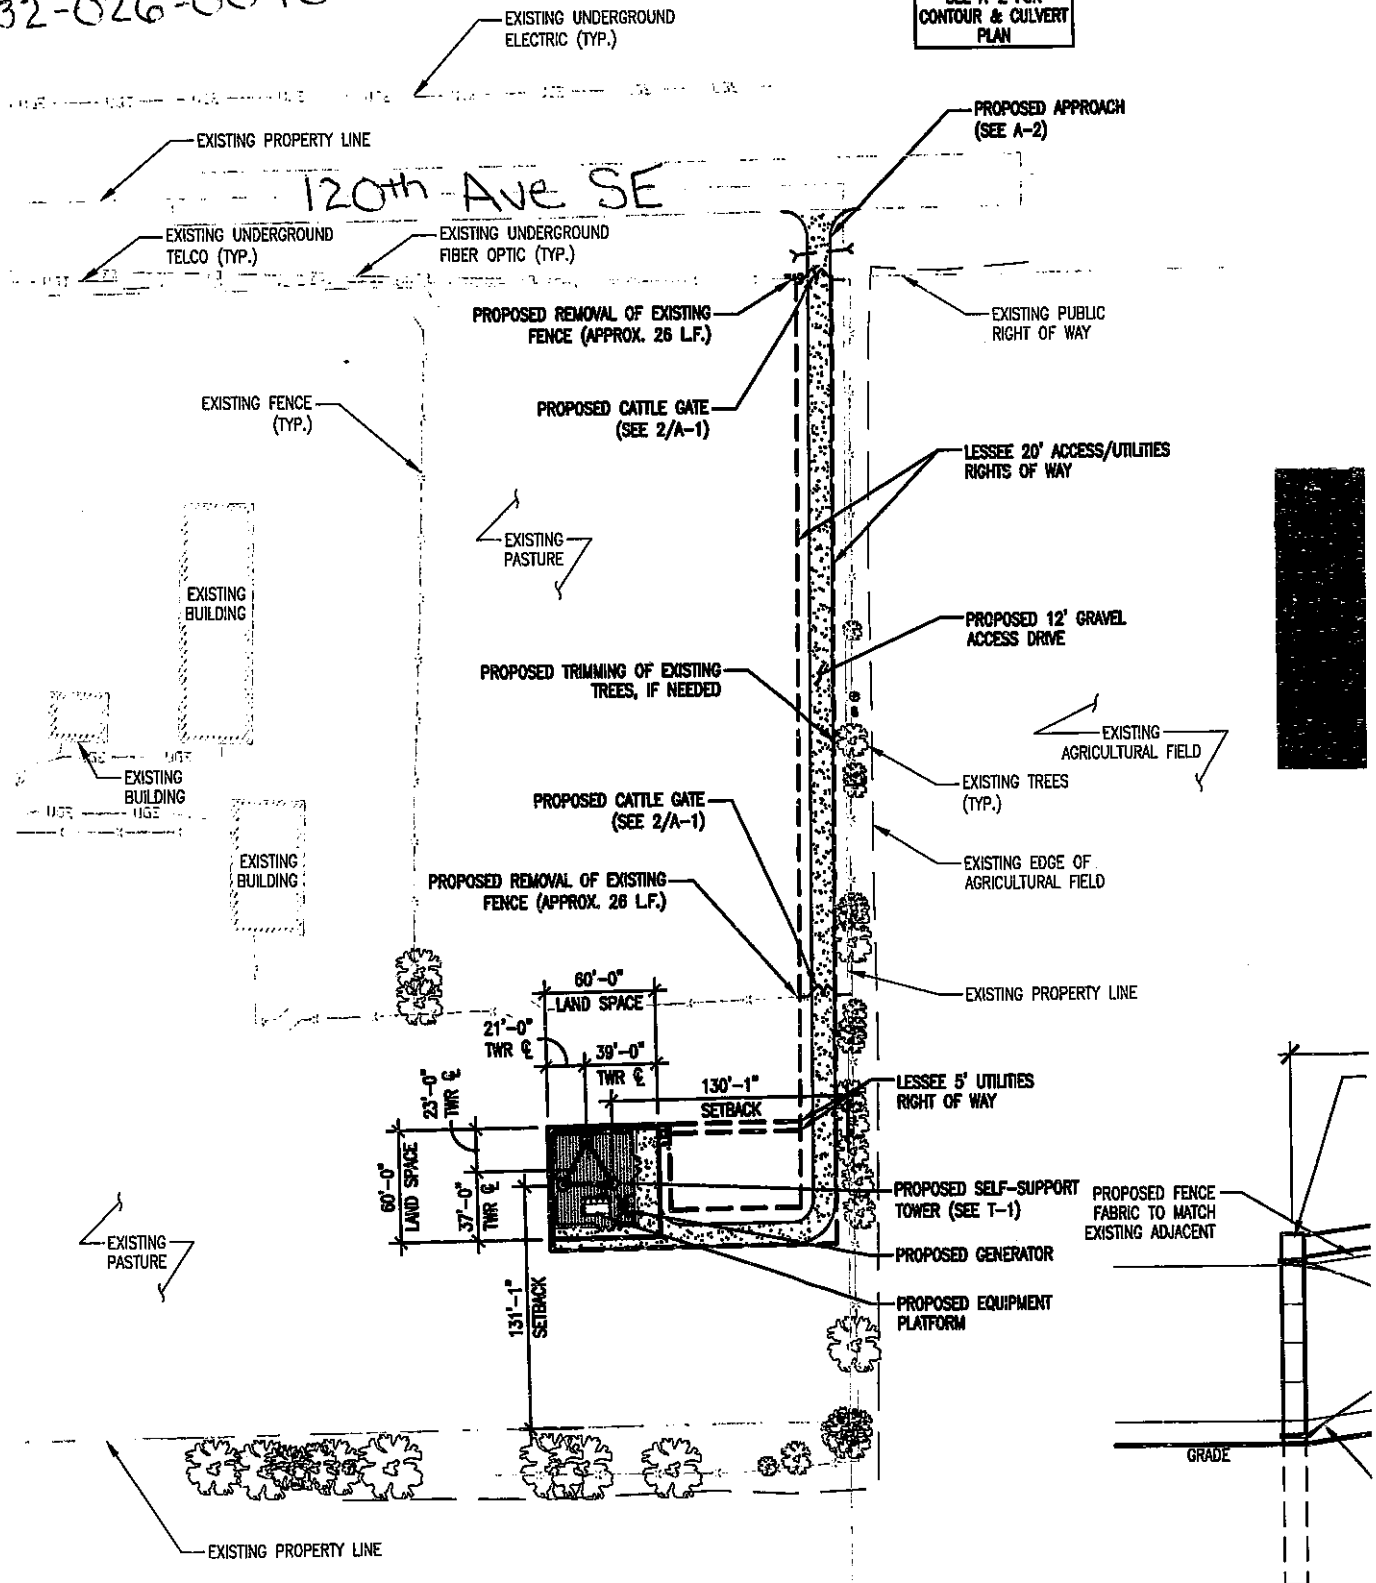 32-026-00
CONTOUR & CULVERT
PLAN
EXISTING UNDERGROUND
ELECTRIC (TYP.)
PROPOSED APPROACH
(SEE A-2)
EXISTING PROPERTY LINE
120th Ave SE
EXISTING UNDERGROUND
TELCO (TYP.)
EXISTING UNDERGROUND
FIBER OPTIC (TYP.)
PROPOSED REMOVAL OF EXISTING
FENCE (APPROX. 26 L.F.)
EXISTING PUBLIC
RIGHT OF WAY
EXISTING FENCE
(TYP.)
PROPOSED CATTLE GATE
(SEE 2/A-1)
LESSEE 20' ACCESS/UTILITIES
RIGHTS OF WAY
EXISTING
PASTURE
EXISTING
BUILDING
PROPOSED 12' GRAVEL
ACCESS DRIVE
PROPOSED TRIMMING OF EXISTING
TREES, IF NEEDED
EXISTING
AGRICULTURAL FIELD
UGE
EXISTING
BUILDING
EXISTING TREES
(TYP.)
PROPOSED CATTLE GATE
(SEE 2/A-1)
UGE
UGE
EXISTING
BUILDING
EXISTING EDGE OF
AGRICULTURAL FIELD
PROPOSED REMOVAL OF EXISTING
FENCE (APPROX. 26 L.F.)
60'-0"
LAND SPACE
EXISTING PROPERTY LINE
21'-0"
TWR ℄
39'-0"
TWR ℄
130'-1"
SETBACK
LESSEE 5' UTILITIES
RIGHT OF WAY
23'-0"
TWR ℄
60'-0"
LAND SPACE
37'-0"
TWR ℄
PROPOSED SELF-SUPPORT
TOWER (SEE T-1)
PROPOSED FENCE
FABRIC TO MATCH
EXISTING ADJACENT
EXISTING
PASTURE
PROPOSED GENERATOR
131'-1"
SETBACK
PROPOSED EQUIPMENT
PLATFORM
GRADE
EXISTING PROPERTY LINE